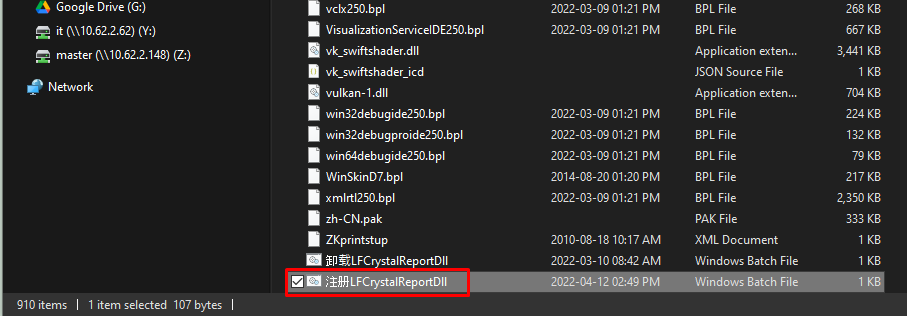 Google Drive (G:)
it (\\10.62.2.62) (Y:)
master (\\10.62.2.148) (Z:)
Network
vclx250.bpl 2022-03-09 01:21 PM BPL File 268 KB
VisualizationServiceIDE250.bpl 2022-03-09 01:21 PM BPL File 667 KB
vk_swiftshader.dll Application exten... 3,441 KB
vk_swiftshader_icd JSON Source File 1 KB
vulkan-1.dll Application exten... 704 KB
win32debugide250.bpl 2022-03-09 01:21 PM BPL File 224 KB
win32debugproide250.bpl 2022-03-09 01:21 PM BPL File 132 KB
win64debugide250.bpl 2022-03-09 01:21 PM BPL File 79 KB
WinSkinD7.bpl 2014-08-20 01:20 PM BPL File 217 KB
xmlrtl250.bpl 2022-03-09 01:21 PM BPL File 2,350 KB
zh-CN.pak PAK File 333 KB
ZKprintstup 2010-08-18 10:17 AM XML Document 1 KB
卸载LFCrystalReportDll 2022-03-10 08:42 AM Windows Batch File 1 KB
注册LFCrystalReportDll 2022-04-12 02:49 PM Windows Batch File 1 KB
910 items 1 item selected 107 bytes